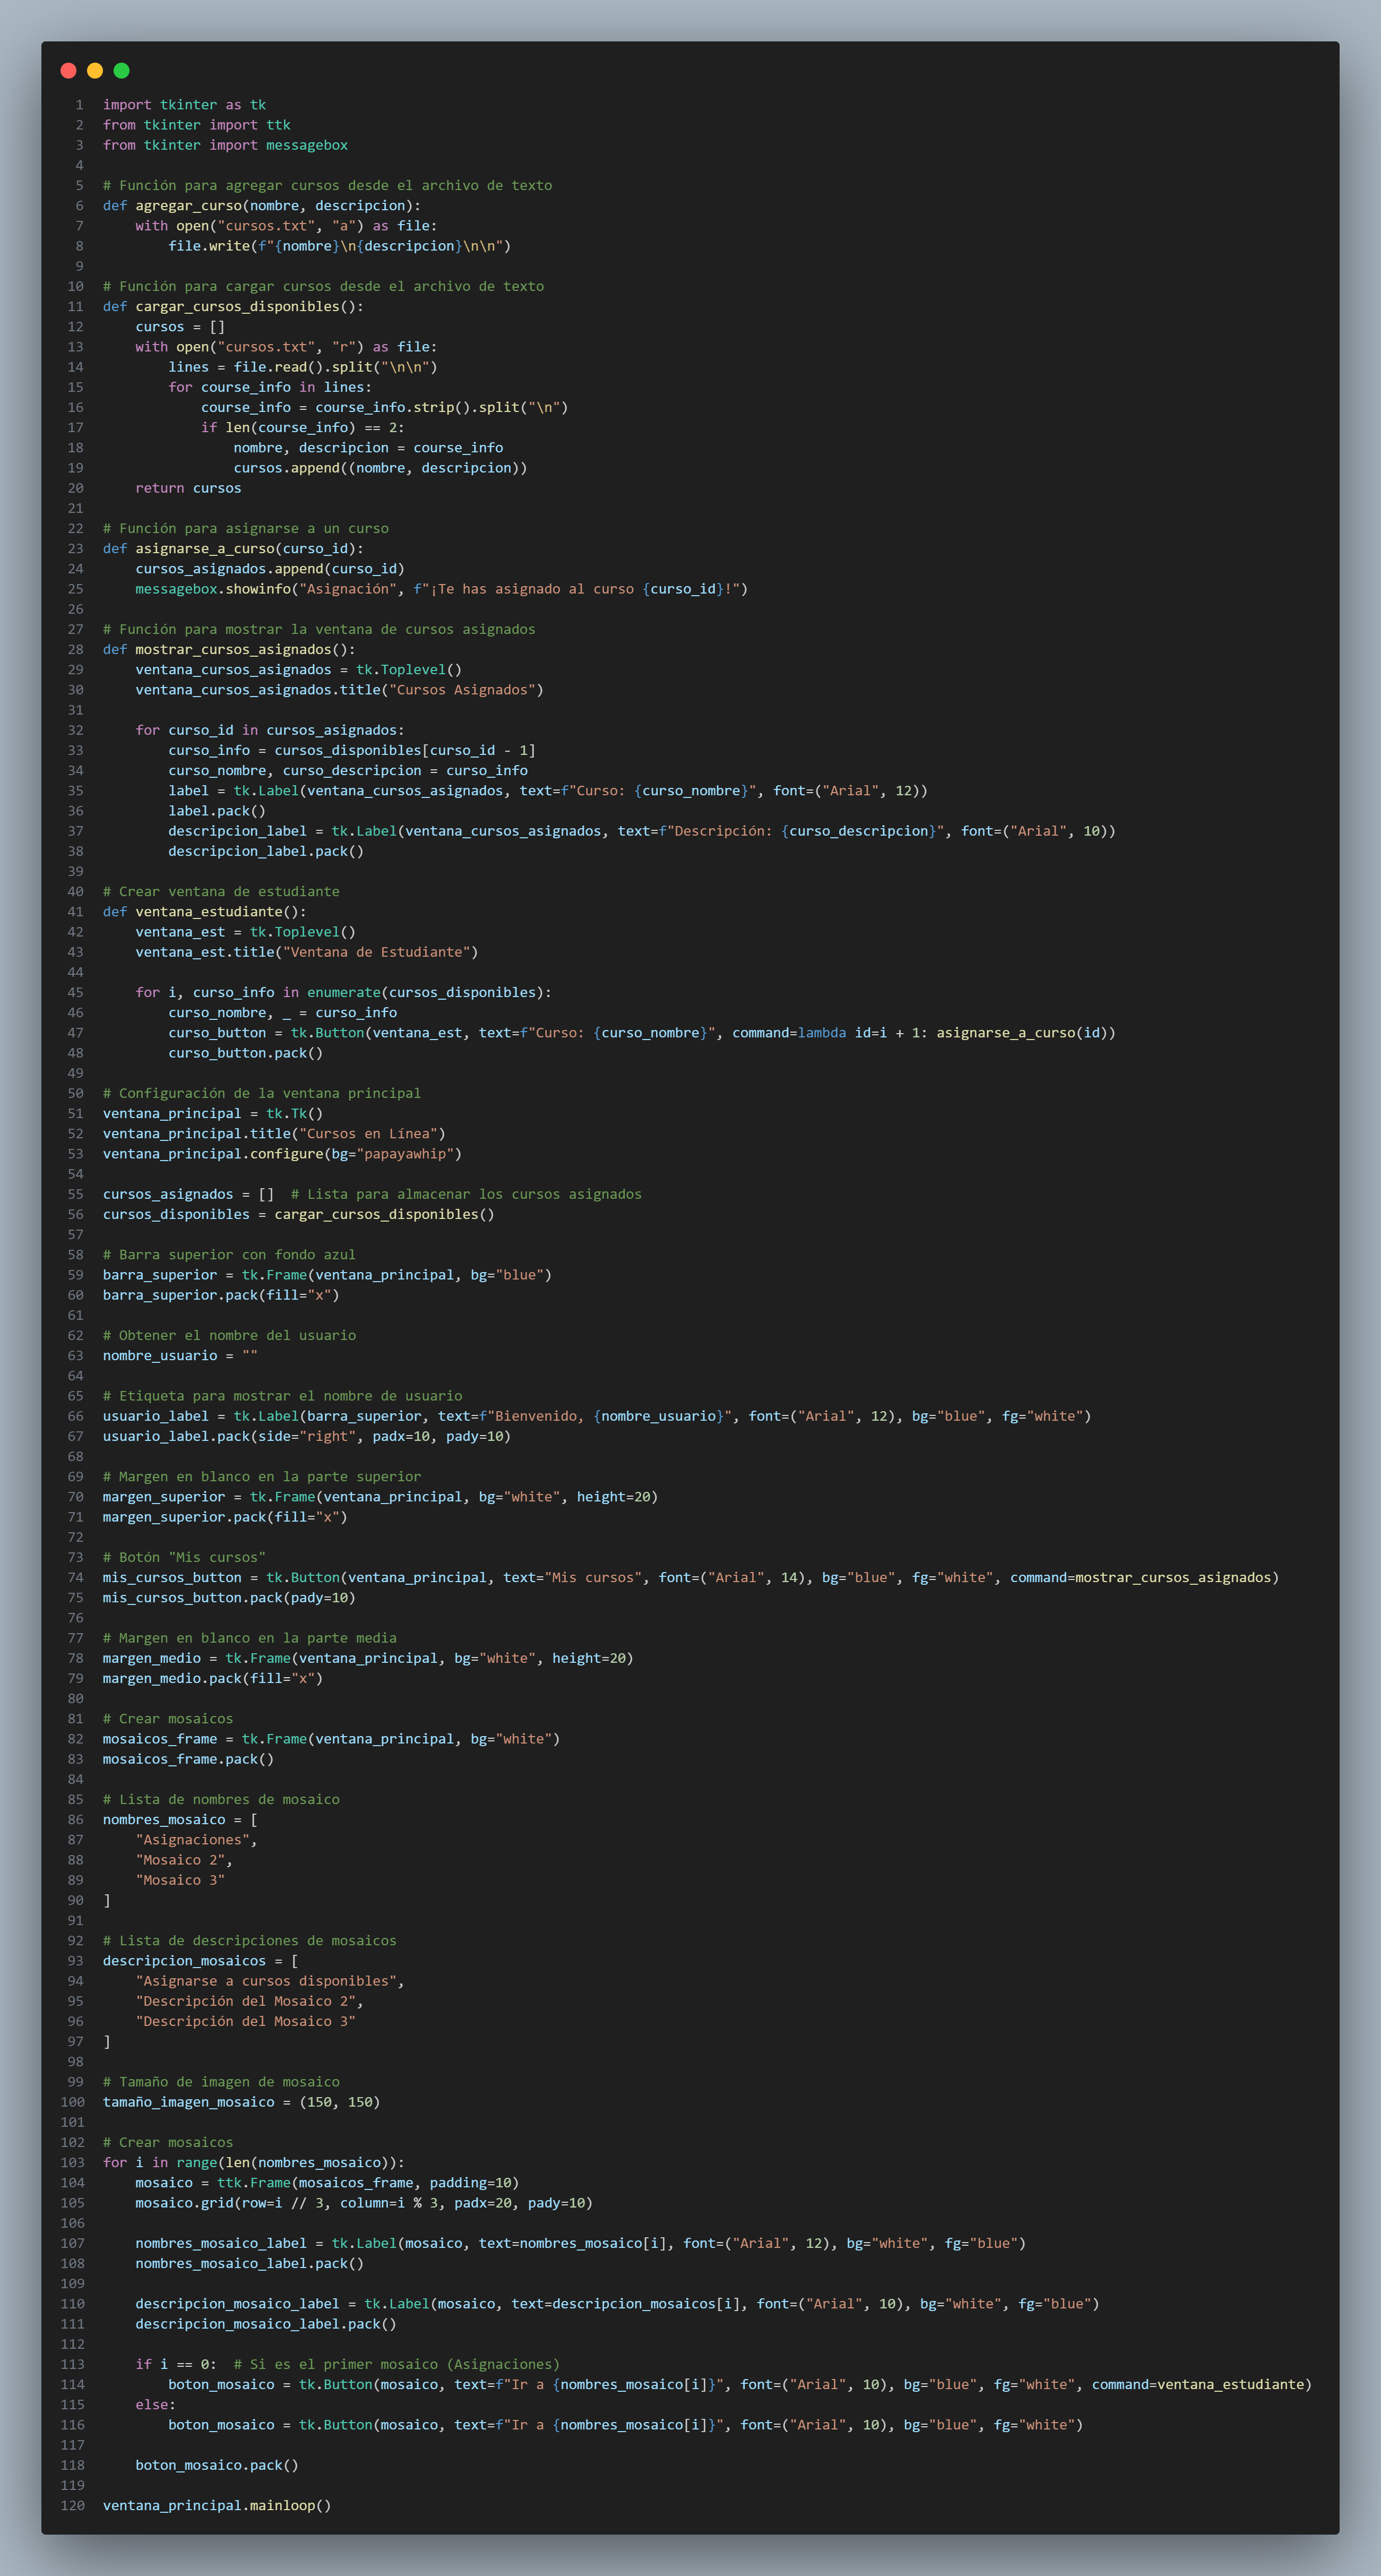 1 import tkinter as tk
2 from tkinter import ttk
3 from tkinter import messagebox
4
5 # Función para agregar cursos desde el archivo de texto
6 def agregar_curso(nombre, descripcion):
7     with open("cursos.txt", "a") as file:
8         file.write(f"{nombre}\n{descripcion}\n\n")
9
10 # Función para cargar cursos desde el archivo de texto
11 def cargar_cursos_disponibles():
12     cursos = []
13     with open("cursos.txt", "r") as file:
14         lines = file.read().split("\n\n")
15         for course_info in lines:
16             course_info = course_info.strip().split("\n")
17             if len(course_info) == 2:
18                 nombre, descripcion = course_info
19                 cursos.append((nombre, descripcion))
20     return cursos
21
22 # Función para asignarse a un curso
23 def asignarse_a_curso(curso_id):
24     cursos_asignados.append(curso_id)
25     messagebox.showinfo("Asignación", f"¡Te has asignado al curso {curso_id}!")
26
27 # Función para mostrar la ventana de cursos asignados
28 def mostrar_cursos_asignados():
29     ventana_cursos_asignados = tk.Toplevel()
30     ventana_cursos_asignados.title("Cursos Asignados")
31
32     for curso_id in cursos_asignados:
33         curso_info = cursos_disponibles[curso_id - 1]
34         curso_nombre, curso_descripcion = curso_info
35         label = tk.Label(ventana_cursos_asignados, text=f"Curso: {curso_nombre}", font=("Arial", 12))
36         label.pack()
37         descripcion_label = tk.Label(ventana_cursos_asignados, text=f"Descripción: {curso_descripcion}", font=("Arial", 10))
38         descripcion_label.pack()
39
40 # Crear ventana de estudiante
41 def ventana_estudiante():
42     ventana_est = tk.Toplevel()
43     ventana_est.title("Ventana de Estudiante")
44
45     for i, curso_info in enumerate(cursos_disponibles):
46         curso_nombre, _ = curso_info
47         curso_button = tk.Button(ventana_est, text=f"Curso: {curso_nombre}", command=lambda id=i + 1: asignarse_a_curso(id))
48         curso_button.pack()
49
50 # Configuración de la ventana principal
51 ventana_principal = tk.Tk()
52 ventana_principal.title("Cursos en Línea")
53 ventana_principal.configure(bg="papayawhip")
54
55 cursos_asignados = []  # Lista para almacenar los cursos asignados
56 cursos_disponibles = cargar_cursos_disponibles()
57
58 # Barra superior con fondo azul
59 barra_superior = tk.Frame(ventana_principal, bg="blue")
60 barra_superior.pack(fill="x")
61
62 # Obtener el nombre del usuario
63 nombre_usuario = ""
64
65 # Etiqueta para mostrar el nombre de usuario
66 usuario_label = tk.Label(barra_superior, text=f"Bienvenido, {nombre_usuario}", font=("Arial", 12), bg="blue", fg="white")
67 usuario_label.pack(side="right", padx=10, pady=10)
68
69 # Margen en blanco en la parte superior
70 margen_superior = tk.Frame(ventana_principal, bg="white", height=20)
71 margen_superior.pack(fill="x")
72
73 # Botón "Mis cursos"
74 mis_cursos_button = tk.Button(ventana_principal, text="Mis cursos", font=("Arial", 14), bg="blue", fg="white", command=mostrar_cursos_asignados)
75 mis_cursos_button.pack(pady=10)
76
77 # Margen en blanco en la parte media
78 margen_medio = tk.Frame(ventana_principal, bg="white", height=20)
79 margen_medio.pack(fill="x")
80
81 # Crear mosaicos
82 mosaicos_frame = tk.Frame(ventana_principal, bg="white")
83 mosaicos_frame.pack()
84
85 # Lista de nombres de mosaico
86 nombres_mosaico = [
87     "Asignaciones",
88     "Mosaico 2",
89     "Mosaico 3"
90 ]
91
92 # Lista de descripciones de mosaicos
93 descripcion_mosaicos = [
94     "Asignarse a cursos disponibles",
95     "Descripción del Mosaico 2",
96     "Descripción del Mosaico 3"
97 ]
98
99 # Tamaño de imagen de mosaico
100 tamaño_imagen_mosaico = (150, 150)
101
102 # Crear mosaicos
103 for i in range(len(nombres_mosaico)):
104     mosaico = ttk.Frame(mosaicos_frame, padding=10)
105     mosaico.grid(row=i // 3, column=i % 3, padx=20, pady=10)
106
107     nombres_mosaico_label = tk.Label(mosaico, text=nombres_mosaico[i], font=("Arial", 12), bg="white", fg="blue")
108     nombres_mosaico_label.pack()
109
110     descripcion_mosaico_label = tk.Label(mosaico, text=descripcion_mosaicos[i], font=("Arial", 10), bg="white", fg="blue")
111     descripcion_mosaico_label.pack()
112
113     if i == 0:  # Si es el primer mosaico (Asignaciones)
114         boton_mosaico = tk.Button(mosaico, text=f"Ir a {nombres_mosaico[i]}", font=("Arial", 10), bg="blue", fg="white", command=ventana_estudiante)
115     else:
116         boton_mosaico = tk.Button(mosaico, text=f"Ir a {nombres_mosaico[i]}", font=("Arial", 10), bg="blue", fg="white")
117
118     boton_mosaico.pack()
119
120 ventana_principal.mainloop()